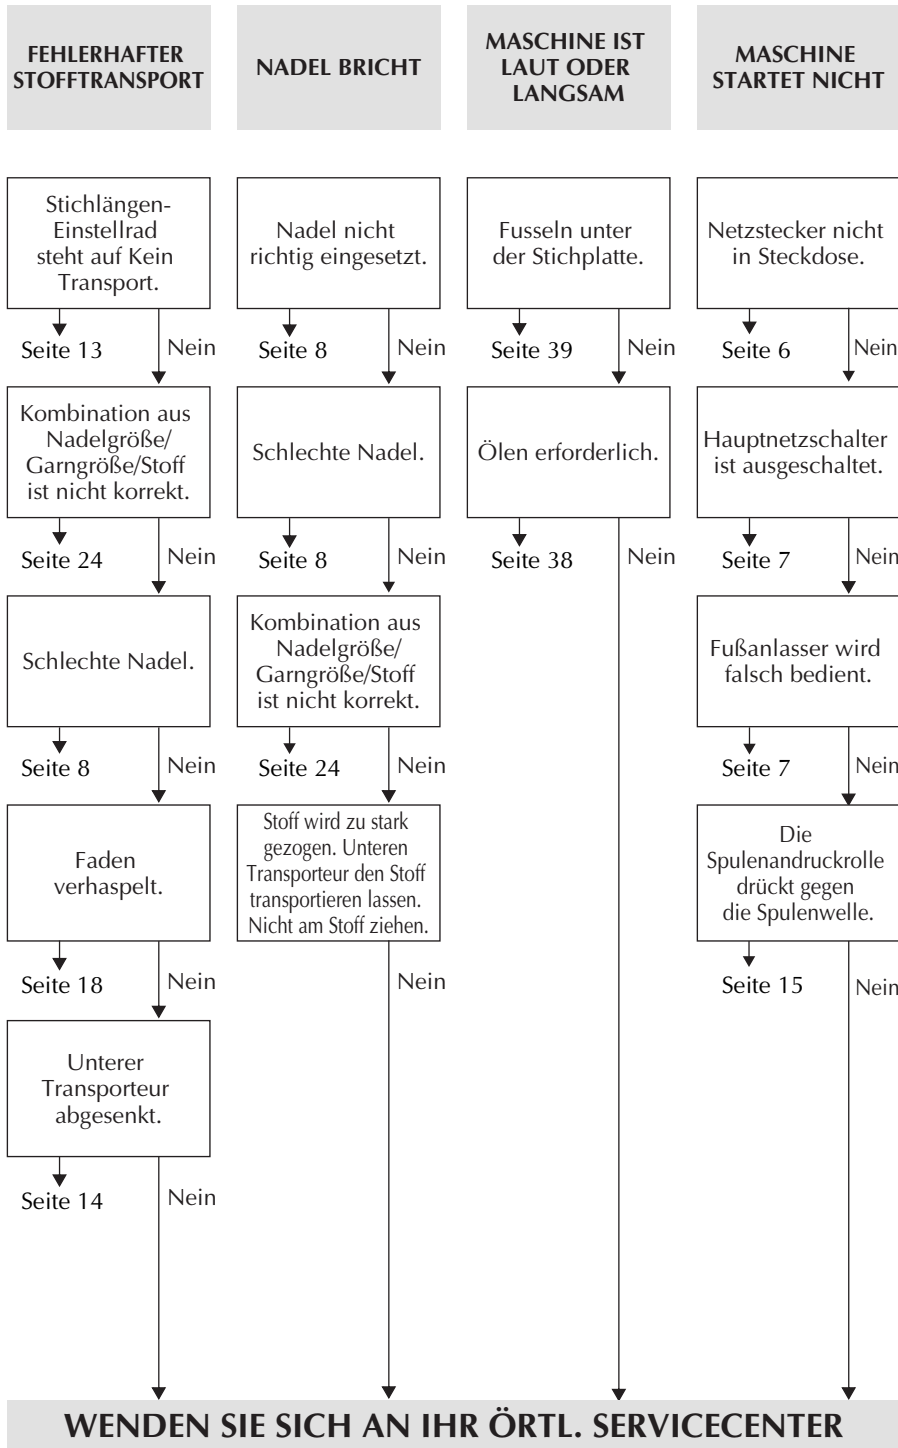 FEHLERHAFTER
STOFFTRANSPORT
Stichlängen-
Einstellrad
steht auf Kein
Transport.
Seite 13
Nein
Kombination aus
Nadelgröße/
Garngröße/Stoff
ist nicht korrekt.
Seite 24
Nein
Schlechte Nadel.
Seite 8
Nein
Faden
verhaspelt.
Seite 18
Nein
Unterer
Transporteur
abgesenkt.
Seite 14
Nein
NADEL BRICHT
Nadel nicht
richtig eingesetzt.
Seite 8
Nein
Schlechte Nadel.
Seite 8
Nein
Kombination aus
Nadelgröße/
Garngröße/Stoff
ist nicht korrekt.
Seite 24
Nein
Stoff wird zu stark
gezogen. Unteren
Transporteur den Stoff
transportieren lassen.
Nicht am Stoff ziehen.
Nein
MASCHINE IST
LAUT ODER
LANGSAM
Fusseln unter
der Stichplatte.
Seite 39
Nein
Ölen erforderlich.
Seite 38
Nein
MASCHINE
STARTET NICHT
Netzstecker nicht
in Steckdose.
Seite 6
Nein
Hauptnetzschalter
ist ausgeschaltet.
Seite 7
Nein
Fußanlasser wird
falsch bedient.
Seite 7
Nein
Die
Spulenandruckrolle
drückt gegen
die Spulenwelle.
Seite 15
Nein
WENDEN SIE SICH AN IHR ÖRTL. SERVICECENTER